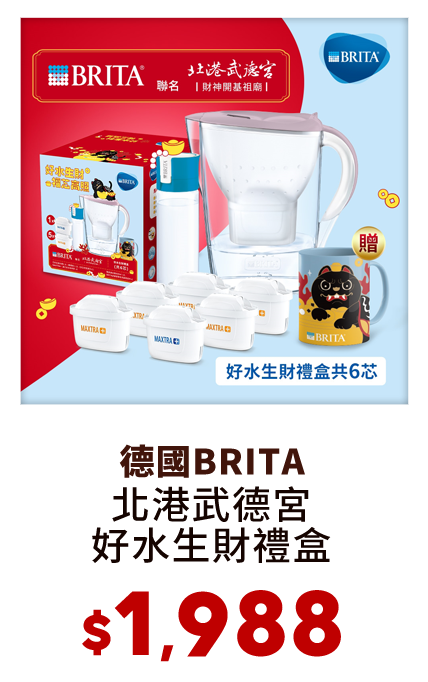 BRITA®
聯名
北港武德宮
|財神開基祖廟|
BRITA®
好水生財
BRITA
BRITA
MAXTRA+
MAXTRA+
MAXTRA+
贈
BRITA
好水生財禮盒共6芯
德國BRITA
北港武德宮
好水生財禮盒
$1,988